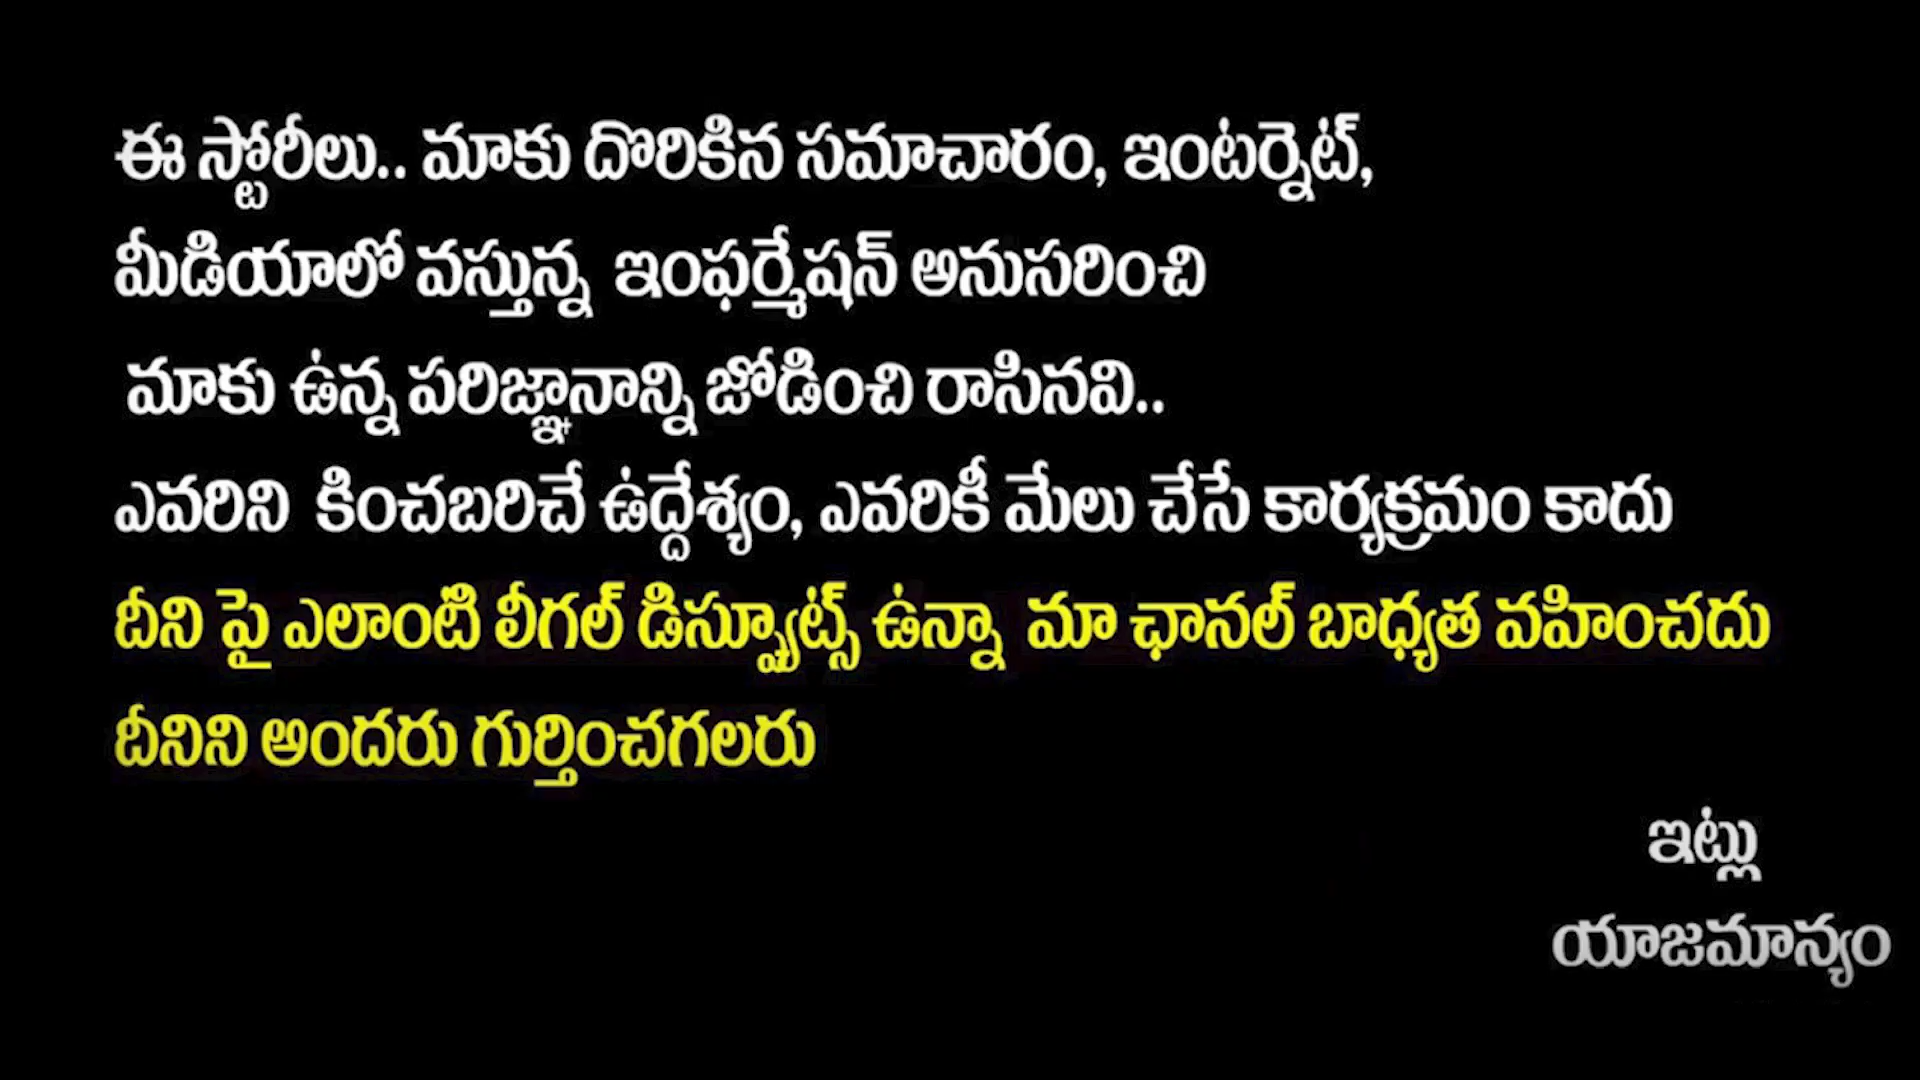 ఈ స్టోరీలు.. మాకు దొరికిన సమాచారం, ఇంటర్నెట్,
మీడియాలో వస్తున్న ఇంఫర్మేషన్ అనుసరించి
మాకు ఉన్న పరిజ్ఞానాన్ని జోడించి రాసినవి..
ఎవరిని కించబరిచే ఉద్దేశ్యం, ఎవరికీ మేలు చేసే కార్యక్రమం కాదు
దీని పై ఎలాంటి లీగల్ డిస్ప్యూట్స్ ఉన్నా మా ఛానల్ బాధ్యత వహించదు
దీనిని అందరు గుర్తించగలరు
ఇట్లు
యాజమాన్యం